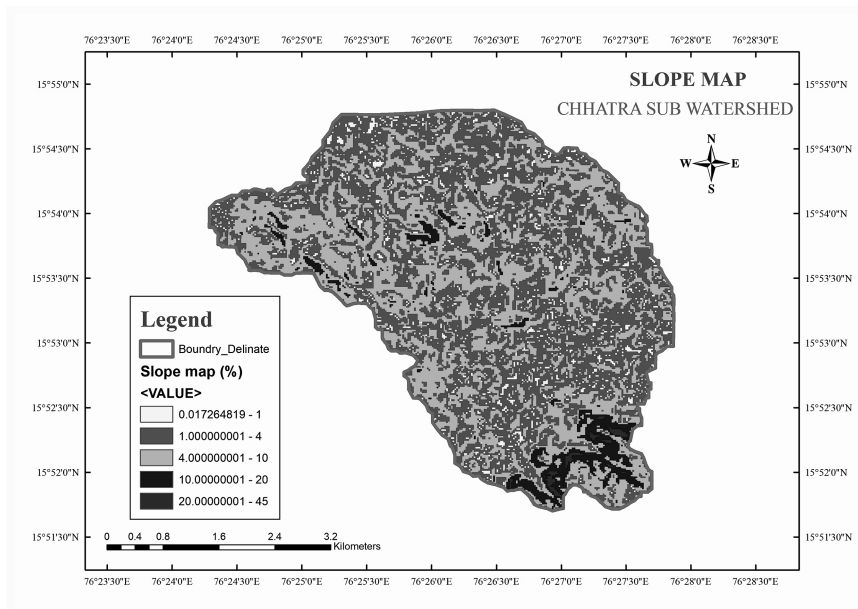 76°23'30"E 76°24'0"E 76°24'30"E 76°25'0"E 76°25'30"E 76°26'0"E 76°26'30"E 76°27'0"E 76°27'30"E 76°28'0"E 76°28'30"E
15°55'0"N 15°55'0"N
SLOPE MAP
CHHATRA SUB WATERSHED
N
15°54'30"N 15°54'30"N
W E
S
15°54'0"N 15°54'0"N
15°53'30"N 15°53'30"N
Legend
15°53'0"N 15°53'0"N
Boundry_Delinate
Slope map (%)
<VALUE>
15°52'30"N 15°52'30"N
0.017264819 - 1
1.000000001 - 4
4.00000001 - 10
15°52'0"N 15°52'0"N
10.00000001 - 20
20.00000001 - 45
15°51'30"N 15°51'30"N
0 0.4 0.8 1.6 2.4 3.2
Kilometers
76°23'30"E 76°24'0"E 76°24'30"E 76°25'0"E 76°25'30"E 76°26'0"E 76°26'30"E 76°27'0"E 76°27'30"E 76°28'0"E 76°28'30"E